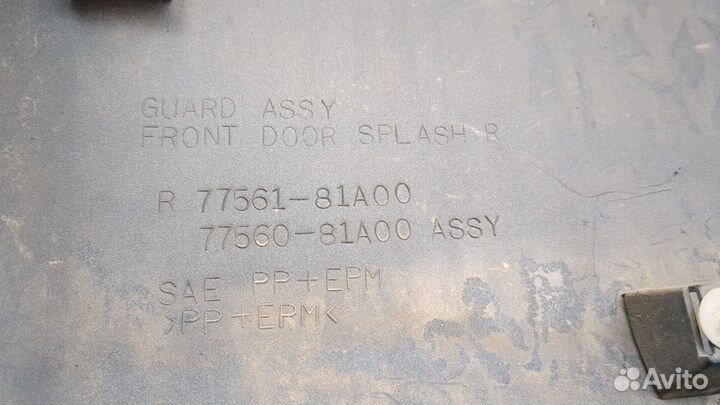 GUARD ASSY
FRONT DOOR SPLASH R
R 77561-81A00
77560-81A00 ASSY
SAE PP+EPM
>PP+EPM<
Avito